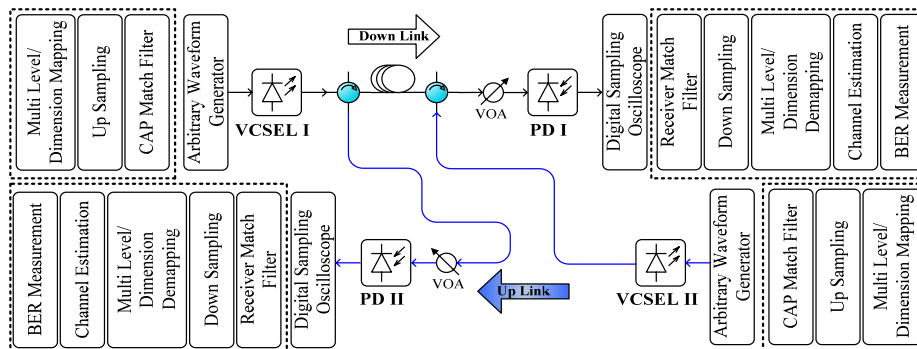 Multi Level/
Dimension Mapping
Up Sampling
CAP Match Filter
Arbitrary Waveform
Generator
VCSEL I
Down Link
VOA
PD I
Digital Sampling
Oscilloscope
Receiver Match
Filter
Down Sampling
Multi Level/
Dimension
Demapping
Channel Estimation
BER Measurement
BER Measurement
Channel Estimation
Multi Level/
Dimension
Demapping
Down Sampling
Receiver Match
Filter
Digital Sampling
Oscilloscope
PD II
VOA
Up Link
VCSEL II
Arbitrary Waveform
Generator
CAP Match Filter
Up Sampling
Multi Level/
Dimension Mapping